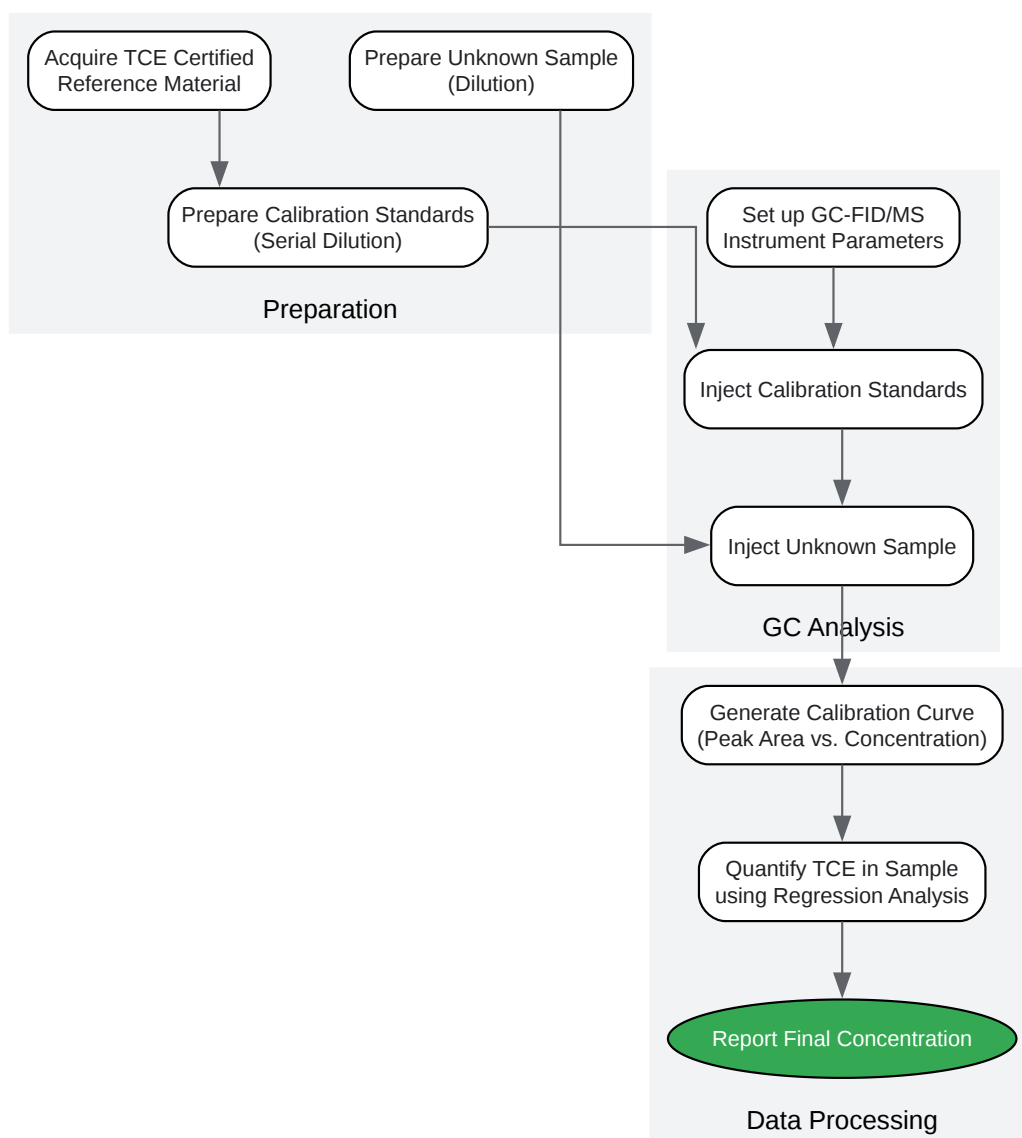 Acquire TCE Certified
Reference Material
Prepare Unknown Sample
(Dilution)
Prepare Calibration Standards
(Serial Dilution)
Preparation
Set up GC-FID/MS
Instrument Parameters
Inject Calibration Standards
Inject Unknown Sample
GC Analysis
Generate Calibration Curve
(Peak Area vs. Concentration)
Quantify TCE in Sample
using Regression Analysis
Report Final Concentration
Data Processing